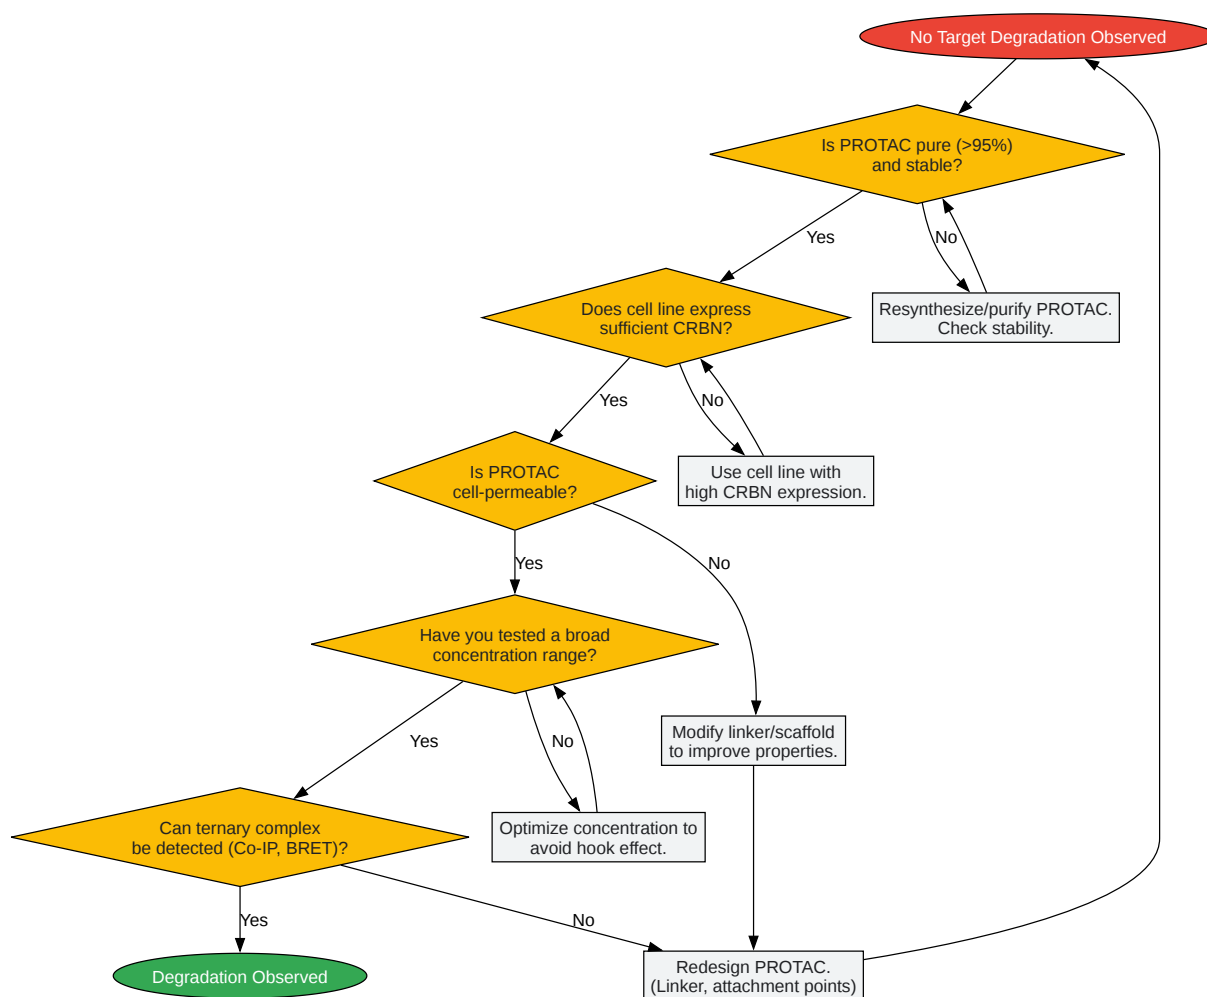 No Target Degradation Observed
Is PROTAC pure (>95%)
and stable?
Yes
No
Resynthesize/purify PROTAC.
Check stability.
Does cell line express
sufficient CRBN?
Yes
No
Use cell line with
high CRBN expression.
Is PROTAC
cell-permeable?
Yes
No
Have you tested a broad
concentration range?
Modify linker/scaffold
to improve properties.
Yes
No
Optimize concentration to
avoid hook effect.
Can ternary complex
be detected (Co-IP, BRET)?
Yes
No
Degradation Observed
Redesign PROTAC.
(Linker, attachment points)